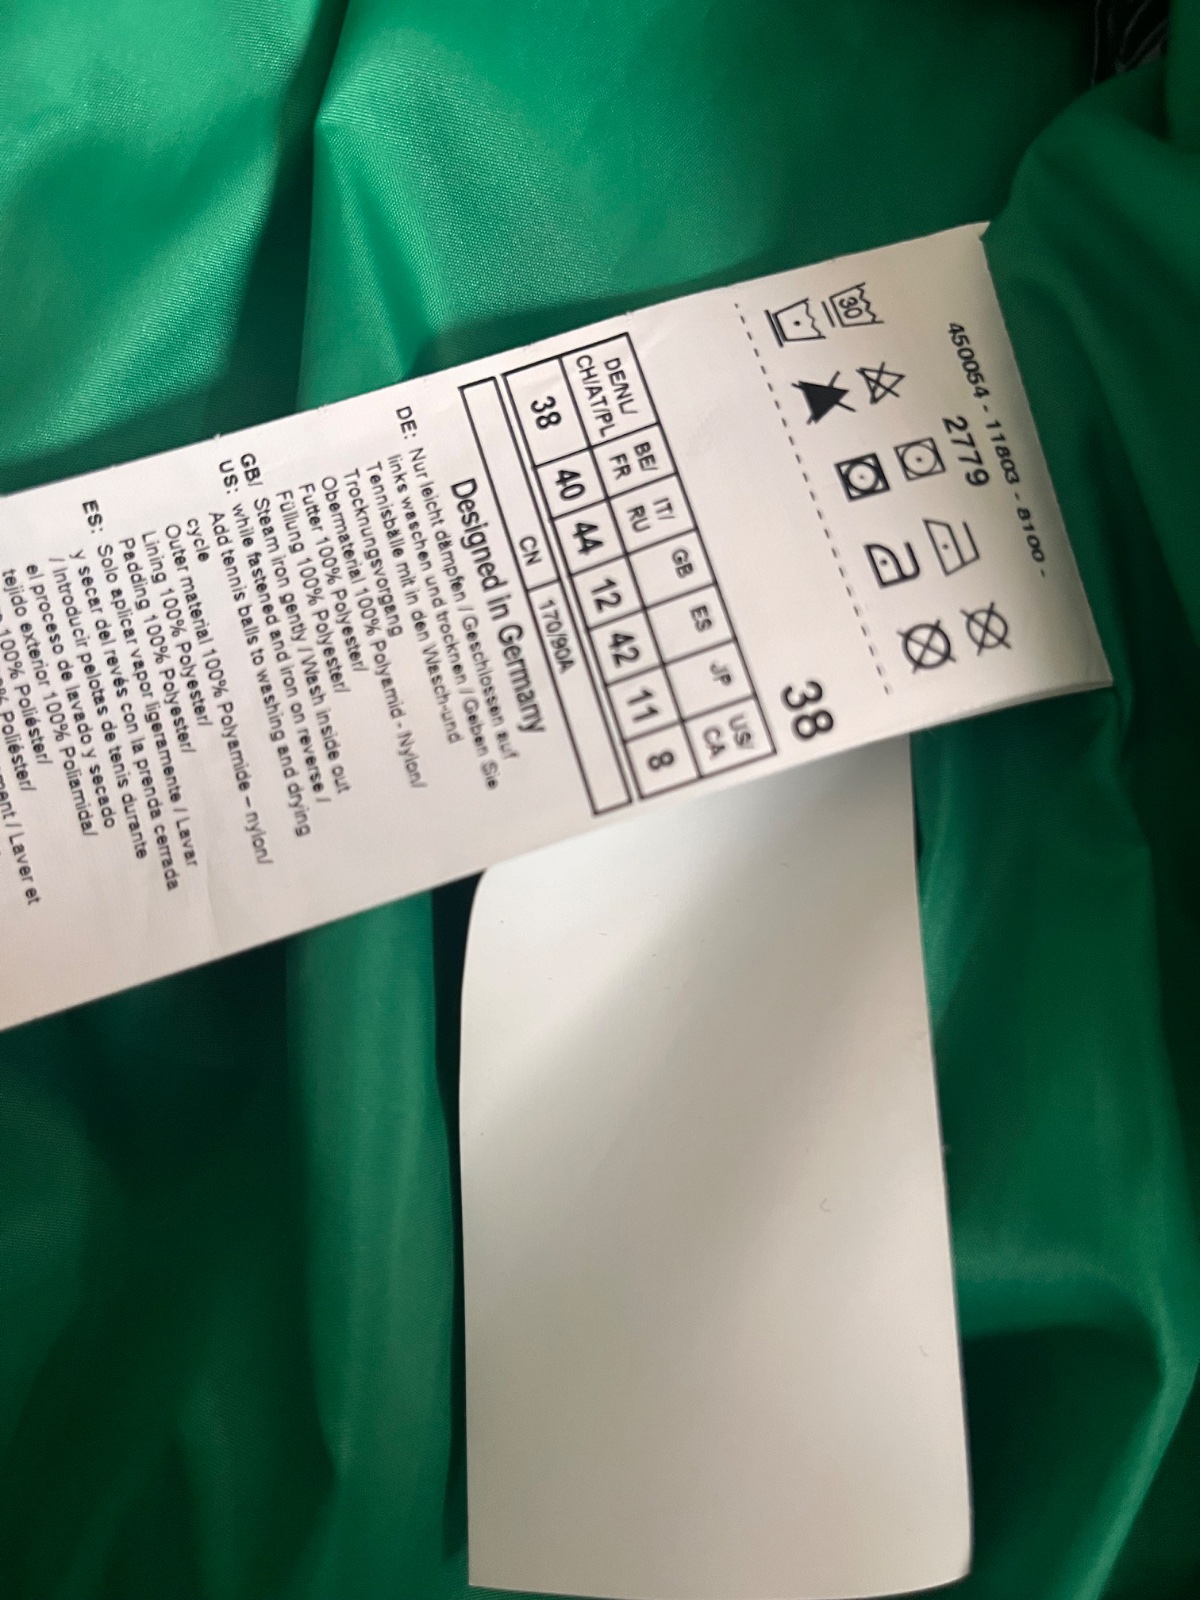 450054 - 11803 - 8100 -
2779
30
38
DE/NL/ CH/AT/PL
BE/ FR
IT/ RU
GB
ES
JP
US/ CA
38
40
44
12
42
11
8
CN
170/90A
Designed in Germany
DE: Nur leicht dämpfen / Geschlossen auf
links waschen und trocknen / Geben Sie
Tennisbälle mit in den Wasch-und
Trocknungsvorgang
Obermaterial 100% Polyamid - Nylon/
Futter 100% Polyester/
Füllung 100% Polyester/
GB/ Steam iron gently / Wash inside out
US: while fastened and iron on reverse /
Add tennis balls to washing and drying
cycle
Outer material 100% Polyamide – nylon/
Lining 100% Polyester/
Padding 100% Polyester/
ES: Solo aplicar vapor ligeramente / Lavar
y secar del revés con la prenda cerrada
/ Introducir pelotas de tenis durante
el proceso de lavado y secado
tejido exterior 100% Poliamida/
100% Poliéster/
Poliéster/
/ Laver et